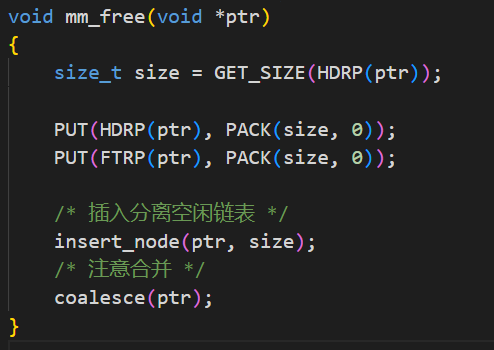 void mm_free(void *ptr)
{
    size_t size = GET_SIZE(HDRP(ptr));

    PUT(HDRP(ptr), PACK(size, 0));
    PUT(FTRP(ptr), PACK(size, 0));

    /* 插入分离空闲链表 */
    insert_node(ptr, size);
    /* 注意合并 */
    coalesce(ptr);
}